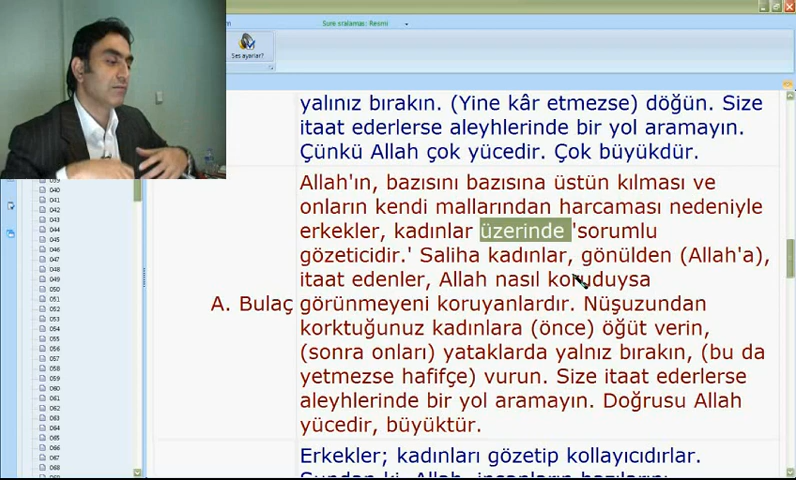 Sure sıralaması: Resmi
Ses ayarları?
yalınız bırakın. (Yine kâr etmezse) döğün. Size
itaat ederlerse aleyhlerinde bir yol aramayın.
Çünkü Allah çok yücedir. Çok büyükdür.
Allah'ın, bazısını bazısına üstün kılması ve
onların kendi mallarından harcaması nedeniyle
erkekler, kadınlar üzerinde 'sorumlu
gözeticidir.' Saliha kadınlar, gönülden (Allah'a),
itaat edenler, Allah nasıl koruduysa
A. Bulaç görünmeyeni koruyanlardır. Nüşuzundan
korktuğunuz kadınlara (önce) öğüt verin,
(sonra onları) yataklarda yalnız bırakın, (bu da
yetmezse hafifçe) vurun. Size itaat ederlerse
aleyhlerinde bir yol aramayın. Doğrusu Allah
yücedir, büyüktür.
Erkekler; kadınları gözetip kollayıcıdırlar.
040
041
042
043
044
045
046
047
048
049
050
051
052
053
054
055
056
057
058
059
060
061
062
063
064
065
066
067
068